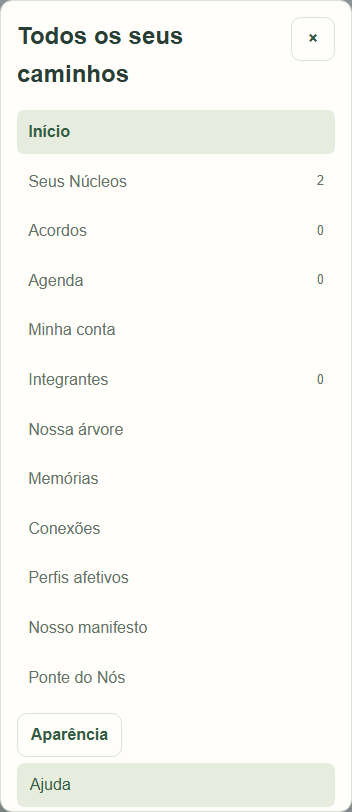 Todos os seus
caminhos
×
Início
Seus Núcleos 2
Acordos 0
Agenda 0
Minha conta
Integrantes 0
Nossa árvore
Memórias
Conexões
Perfis afetivos
Nosso manifesto
Ponte do Nós
Aparência
Ajuda